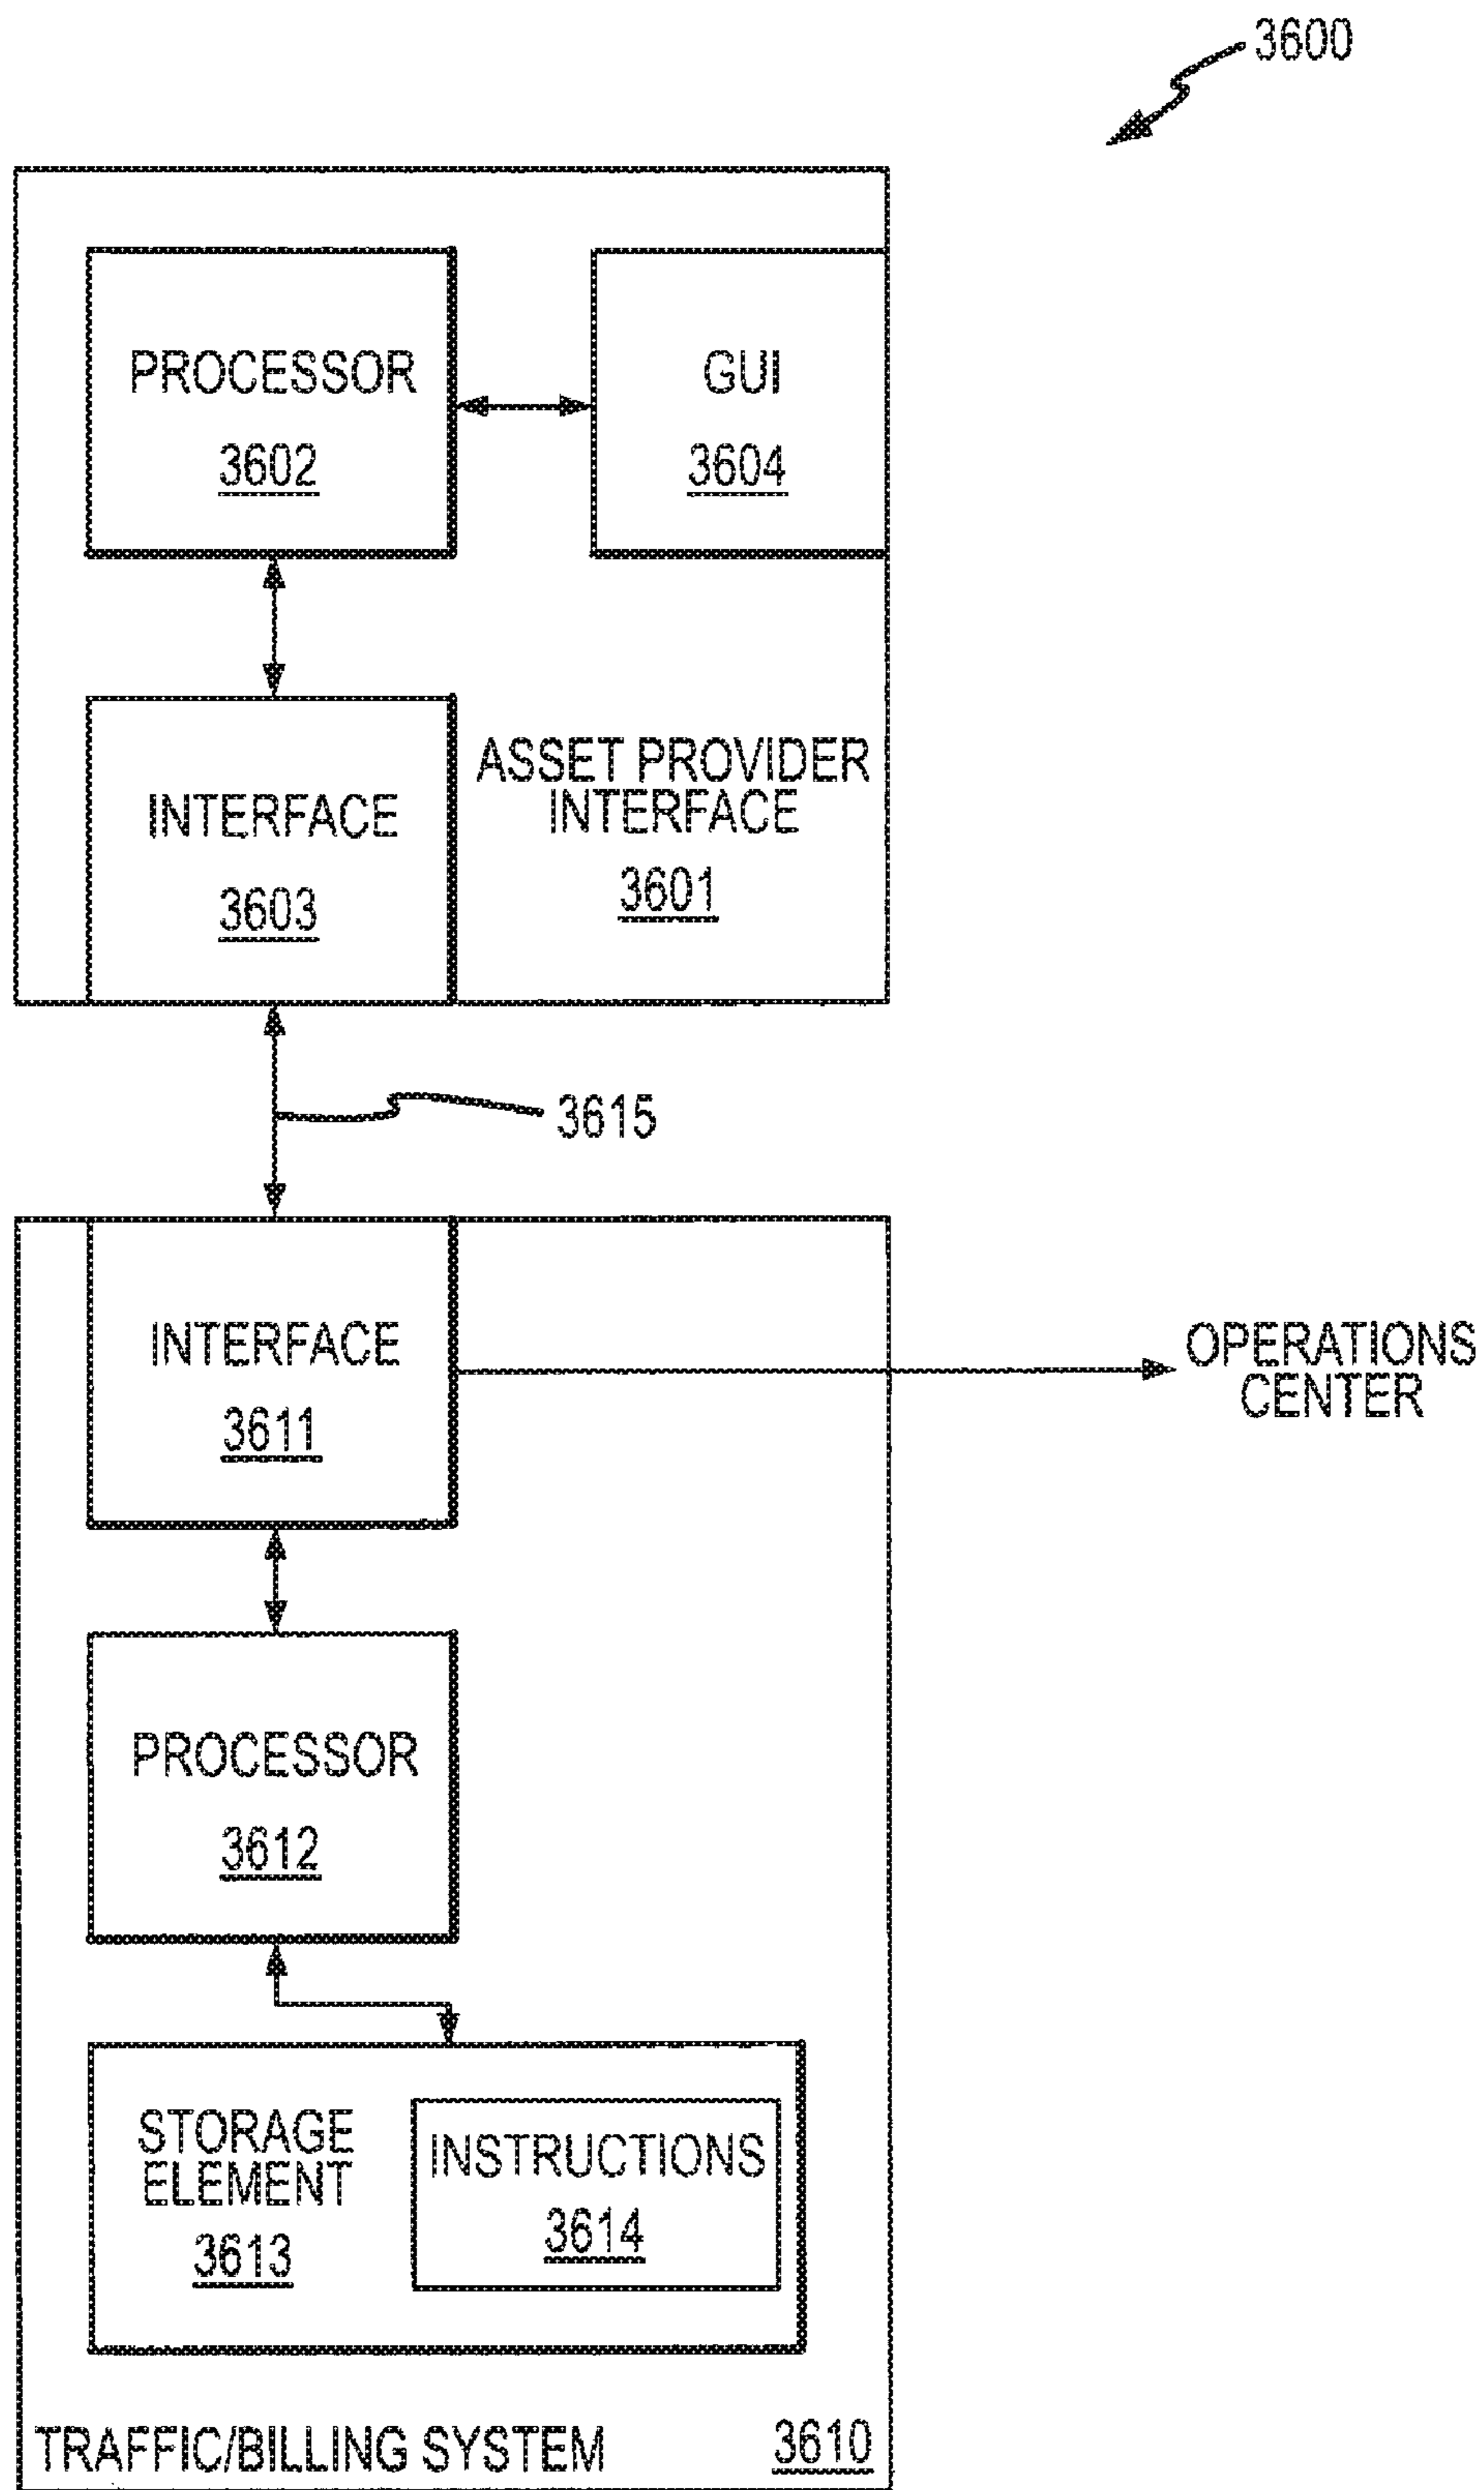 3600
PROCESSOR
3602
GUI
3604
INTERFACE
3603
ASSET PROVIDER
INTERFACE
3601
3615
INTERFACE
3611
OPERATIONS
CENTER
PROCESSOR
3612
STORAGE
ELEMENT
3613
INSTRUCTIONS
3614
TRAFFIC/BILLING SYSTEM 3610